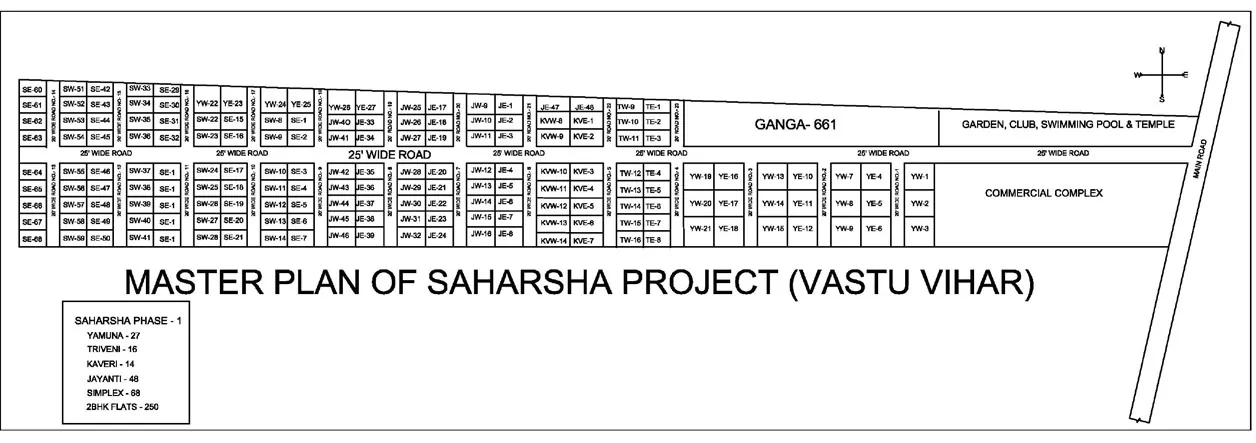 N
W E
S
SE-60 SW-51 SE-42 SW-33 SE-29
SE-61 SW-52 SE-43 SW-34 SE-30 YW-22 YE-23 YW-24 YE-25 YW-26 YE-27 JW-25 JE-17 JW-9 JE-1 JE-47 JE-48 TW-9 TE-1
SE-62 SW-53 SE-44 SW-35 SE-31 SW-22 SE-15 SW-8 SE-1 JW-40 JE-33 JW-26 JE-18 JW-10 JE-2 KVW-8 KVE-1 TW-10 TE-2 GANGA- 661 GARDEN, CLUB, SWIMMING POOL & TEMPLE
SE-63 SW-54 SE-45 SW-36 SE-32 SW-23 SE-16 SW-9 SE-2 JW-41 JE-34 JW-27 JE-19 JW-11 JE-3 KVW-9 KVE-2 TW-11 TE-3
25' WIDE ROAD 25' WIDE ROAD 25' WIDE ROAD 25' WIDE ROAD 25' WIDE ROAD 25' WIDE ROAD 25' WIDE ROAD
MAIN ROAD
SE-64 SW-55 SE-46 SW-37 SE-1 SW-24 SE-17 SW-10 SE-3 JW-42 JE-35 JW-28 JE-20 JW-12 JE-4 KVW-10 KVE-3 TW-12 TE-4 YW-19 YE-16 YW-13 YE-10 YW-7 YE-4 YW-1
SE-65 SW-56 SE-47 SW-38 SE-1 SW-25 SE-18 SW-11 SE-4 JW-43 JE-36 JW-29 JE-21 JW-13 JE-5 KVW-11 KVE-4 TW-13 TE-5 COMMERCIAL COMPLEX
SE-66 SW-57 SE-48 SW-39 SE-1 SW-26 SE-19 SW-12 SE-5 JW-44 JE-37 JW-30 JE-22 JW-14 JE-6 KVW-12 KVE-5 TW-14 TE-6 YW-20 YE-17 YW-14 YE-11 YW-8 YE-5 YW-2
SE-67 SW-58 SE-49 SW-40 SE-1 SW-27 SE-20 SW-13 SE-6 JW-45 JE-38 JW-31 JE-23 JW-15 JE-7 KVW-13 KVE-6 TW-15 TE-7 YW-21 YE-18 YW-15 YE-12 YW-9 YE-6 YW-3
SE-68 SW-59 SE-50 SW-41 SE-1 SW-28 SE-21 SW-14 SE-7 JW-46 JE-39 JW-32 JE-24 JW-16 JE-8 KVW-14 KVE-7 TW-16 TE-8
MASTER PLAN OF SAHARSHA PROJECT (VASTU VIHAR)
SAHARSHA PHASE - 1
YAMUNA - 27
TRIVENI - 16
KAVERI - 14
JAYANTI - 48
SIMPLEX - 68
2BHK FLATS - 250